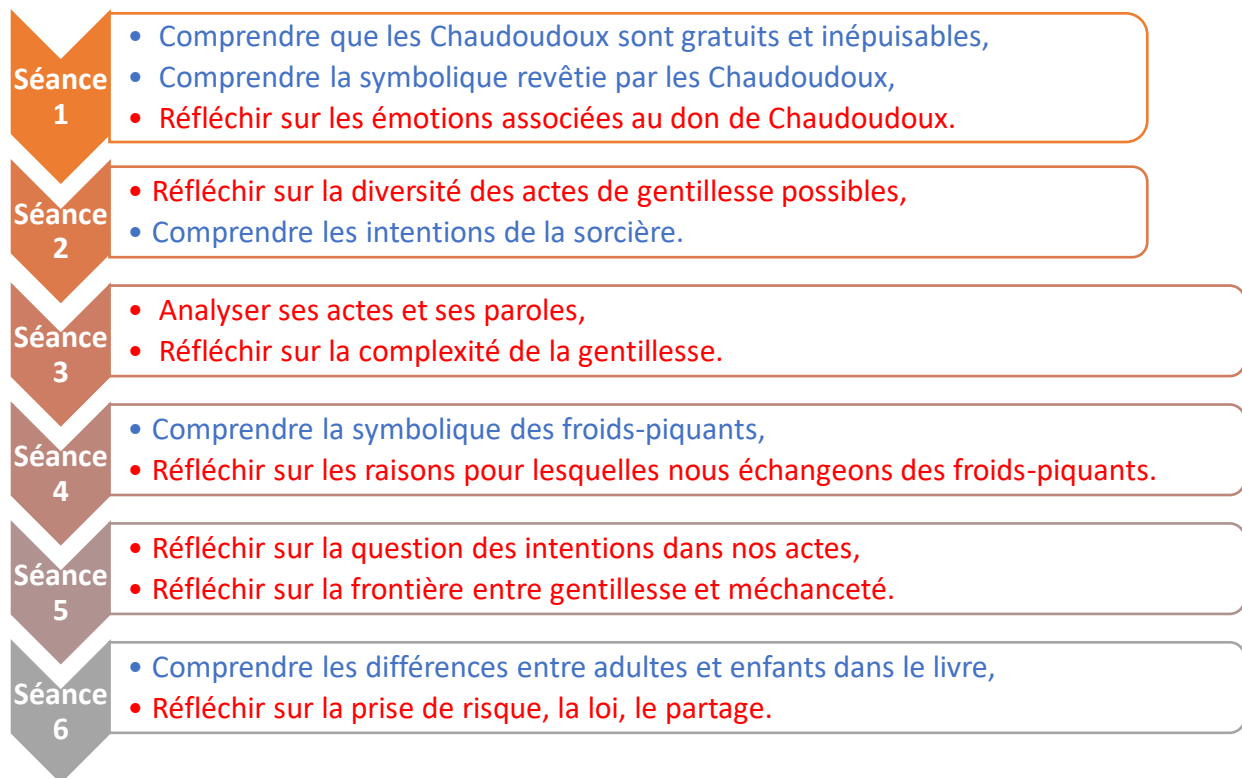 Séance 1
• Comprendre que les Chaudoudoux sont gratuits et inépuisables,
• Comprendre la symbolique revêtie par les Chaudoudoux,
• Réfléchir sur les émotions associées au don de Chaudoudoux.
Séance 2
• Réfléchir sur la diversité des actes de gentillesse possibles,
• Comprendre les intentions de la sorcière.
Séance 3
• Analyser ses actes et ses paroles,
• Réfléchir sur la complexité de la gentillesse.
Séance 4
• Comprendre la symbolique des froids-piquants,
• Réfléchir sur les raisons pour lesquelles nous échangeons des froids-piquants.
Séance 5
• Réfléchir sur la question des intentions dans nos actes,
• Réfléchir sur la frontière entre gentillesse et méchanceté.
Séance 6
• Comprendre les différences entre adultes et enfants dans le livre,
• Réfléchir sur la prise de risque, la loi, le partage.